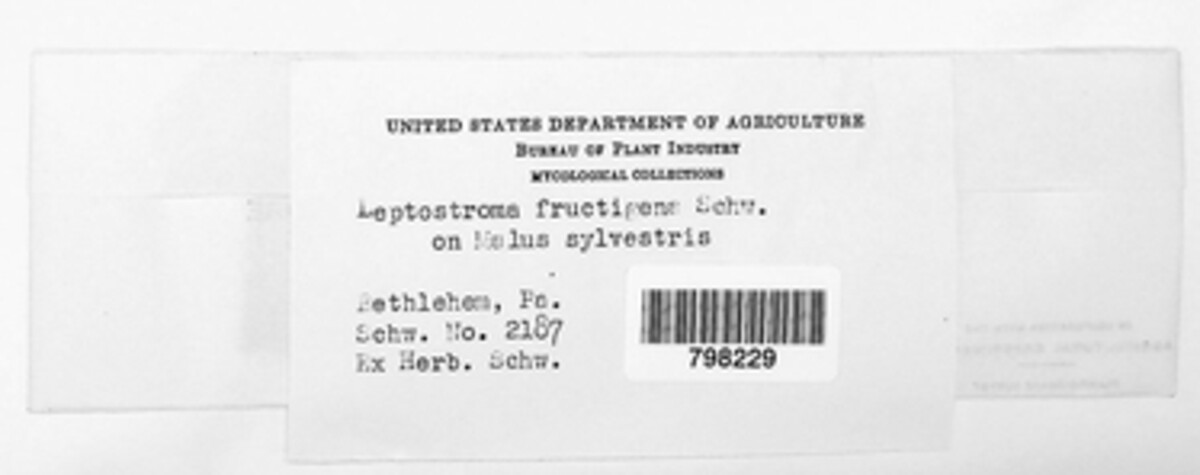 UNITED STATES DEPARTMENT OF AGRICULTURE
BUREAU OF PLANT INDUSTRY
MYCOLOGICAL COLLECTIONS
Leptostroma fructigena Schw.
on Malus sylvestris
Bethlehem, Pa.
Schw. No. 2187
Ex Herb. Schw.
798229